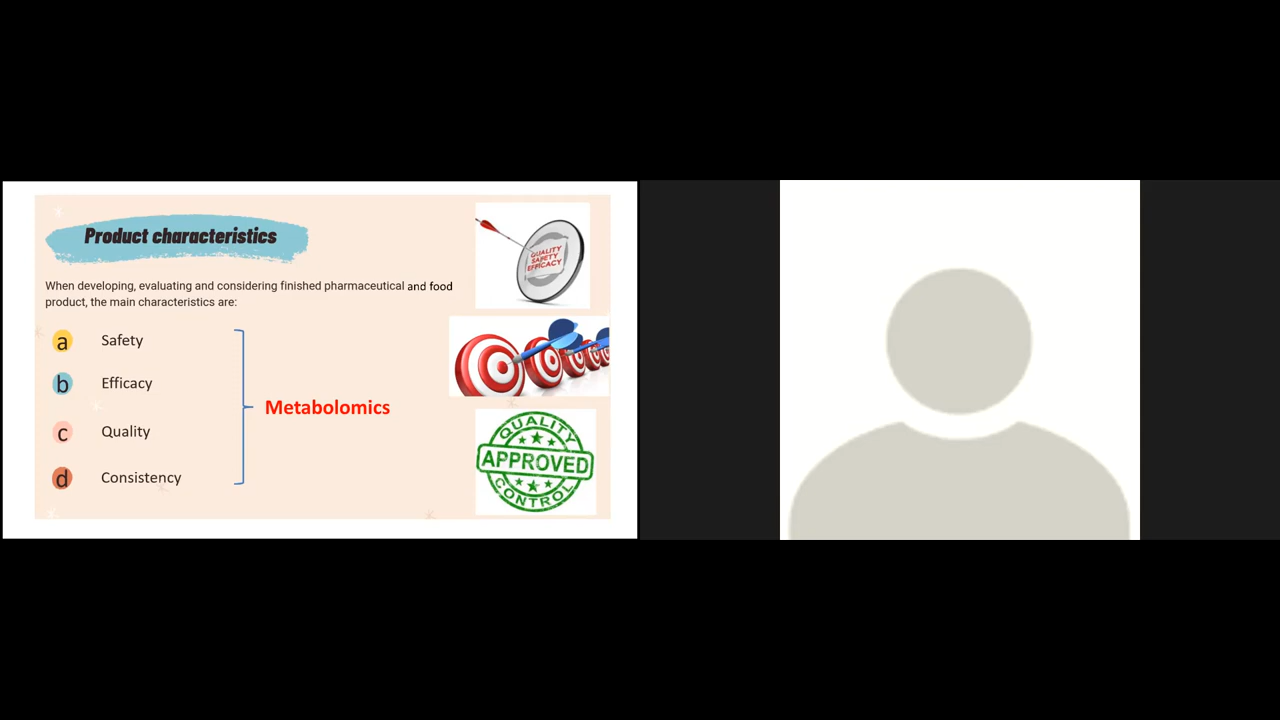 Product characteristics
When developing, evaluating and considering finished pharmaceutical and food
product, the main characteristics are:
a Safety
b Efficacy
c Quality
d Consistency
Metabolomics
QUALITY
SAFETY
EFFICACY
QUALITY
APPROVED
CONTROL